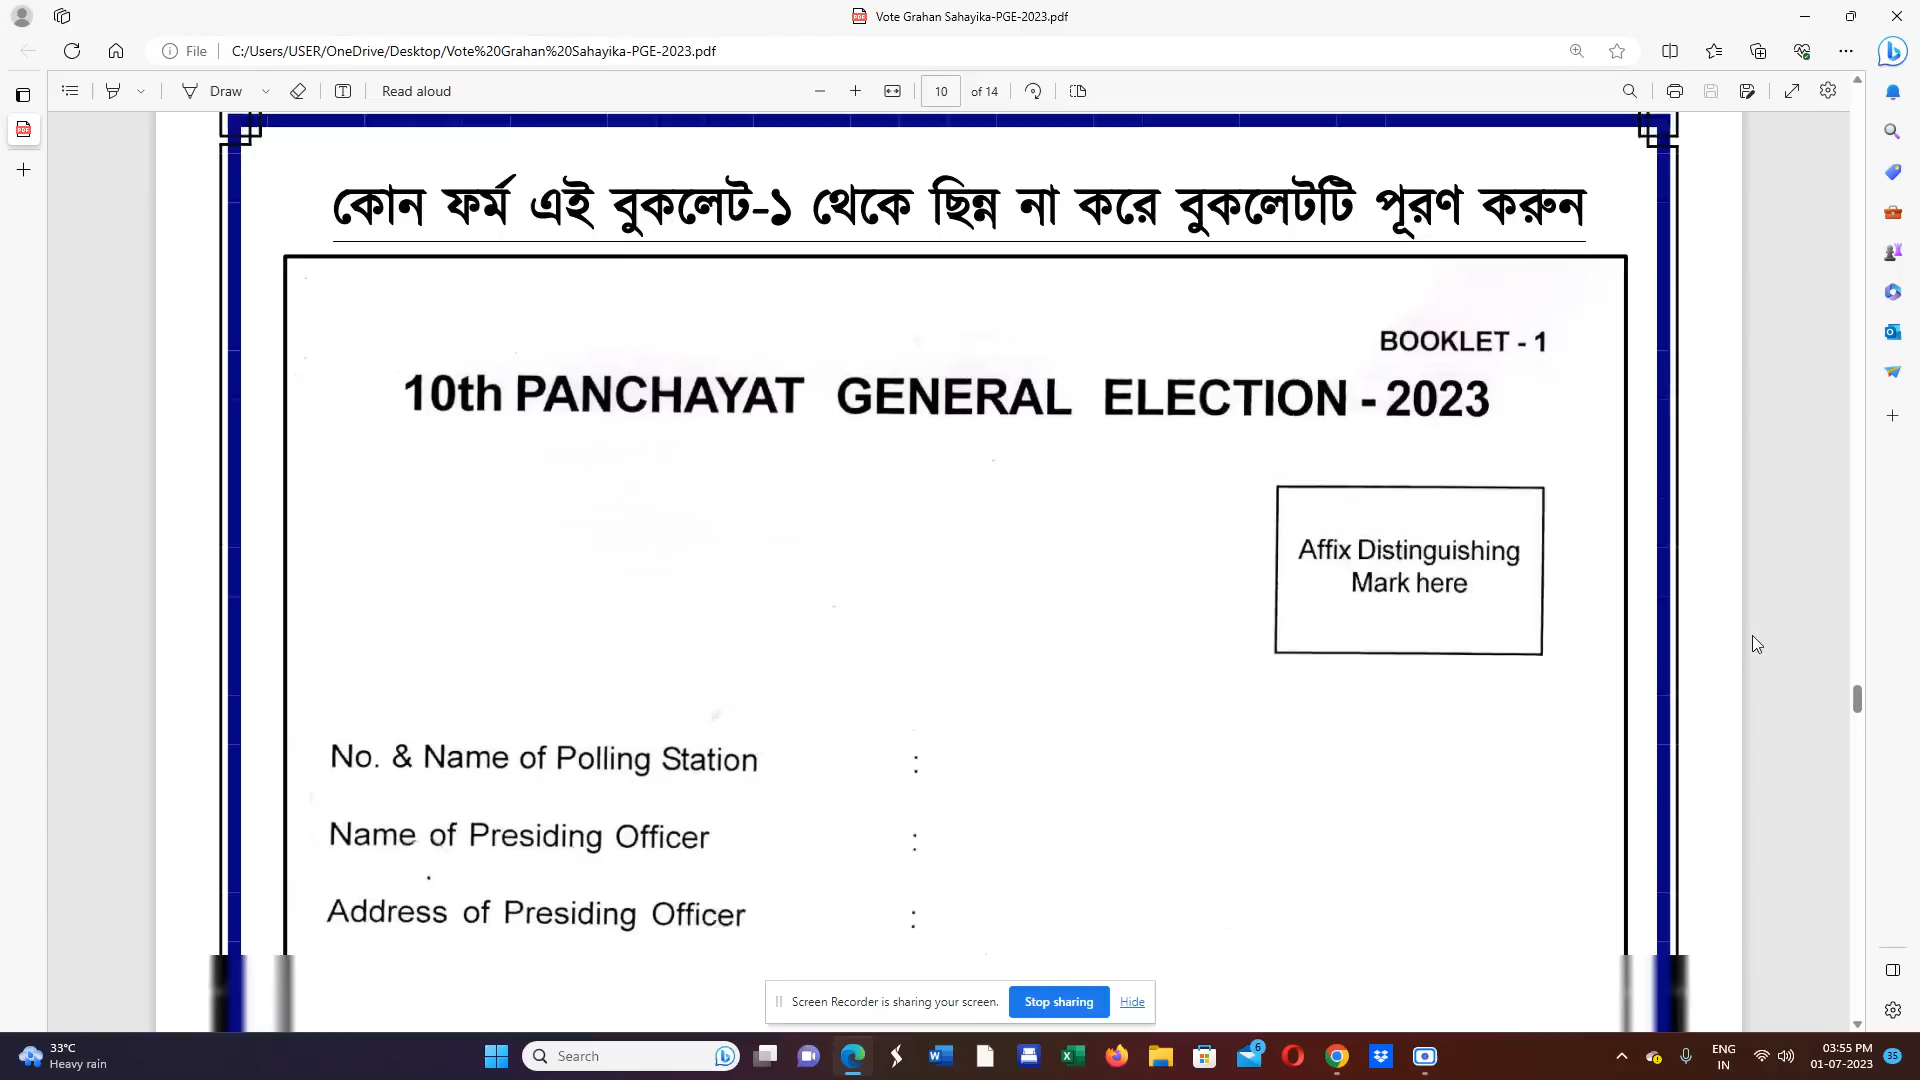 Vote Grahan Sahayika-PGE-2023.pdf
File
C:/Users/USER/OneDrive/Desktop/Vote%20Grahan%20Sahayika-PGE-2023.pdf
Draw
Read aloud
10 of 14
কোন ফর্ম এই বুকলেট-১ থেকে ছিন্ন না করে বুকলেটটি পূরণ করুন
BOOKLET - 1
10th PANCHAYAT GENERAL ELECTION - 2023
Affix Distinguishing
Mark here
No. & Name of Polling Station :
Name of Presiding Officer :
Address of Presiding Officer :
Screen Recorder is sharing your screen.
Stop sharing
Hide
33°C
Heavy rain
Search
6
ENG
IN
03:55 PM
01-07-2023
35